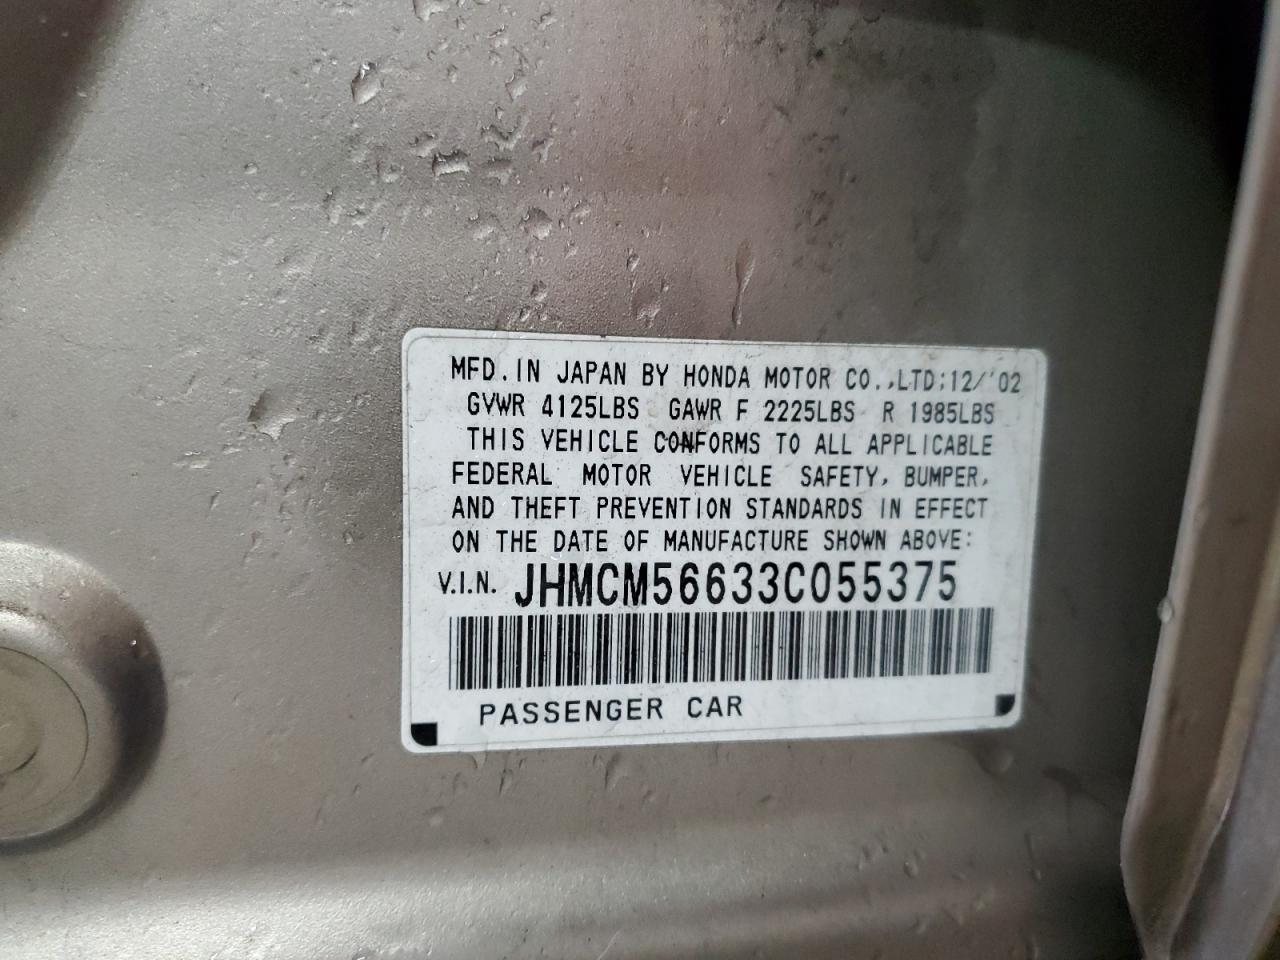 MFD. IN JAPAN BY HONDA MOTOR CO.,LTD:12/'02
GVWR 4125LBS GAWR F 2225LBS R 1985LBS
THIS VEHICLE CONFORMS TO ALL APPLICABLE
FEDERAL MOTOR VEHICLE SAFETY, BUMPER,
AND THEFT PREVENTION STANDARDS IN EFFECT
ON THE DATE OF MANUFACTURE SHOWN ABOVE:
V.I.N. JHMCM56633C055375
PASSENGER CAR